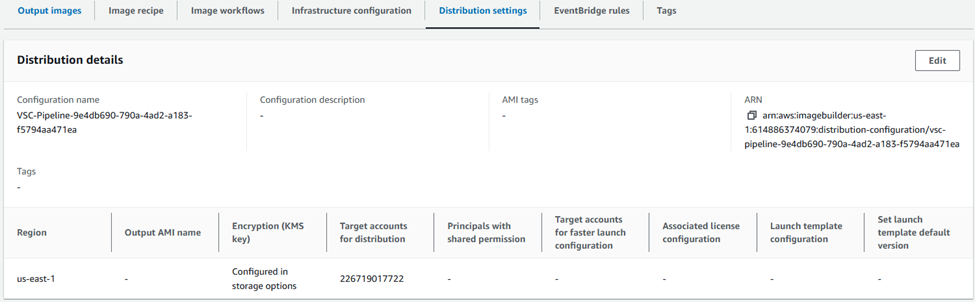 Output images
Image recipe
Image workflows
Infrastructure configuration
Distribution settings
EventBridge rules
Tags
Distribution details
Edit
Configuration name
VSC-Pipeline-9e4db690-790a-4ad2-a183-
f5794aa471ea
Configuration description
-
AMI tags
-
ARN
arn:aws:imagebuilder:us-east-
1:614886374079:distribution-configuration/vsc-
pipeline-9e4db690-790a-4ad2-a183-f5794aa471ea
Tags
-
Region
Output AMI name
Encryption (KMS
key)
Target accounts
for distribution
Principals with
shared permission
Target accounts
for faster launch
configuration
Associated license
configuration
Launch template
configuration
Set launch
template default
version
us-east-1
-
Configured in
storage options
226719017722
-
-
-
-
-